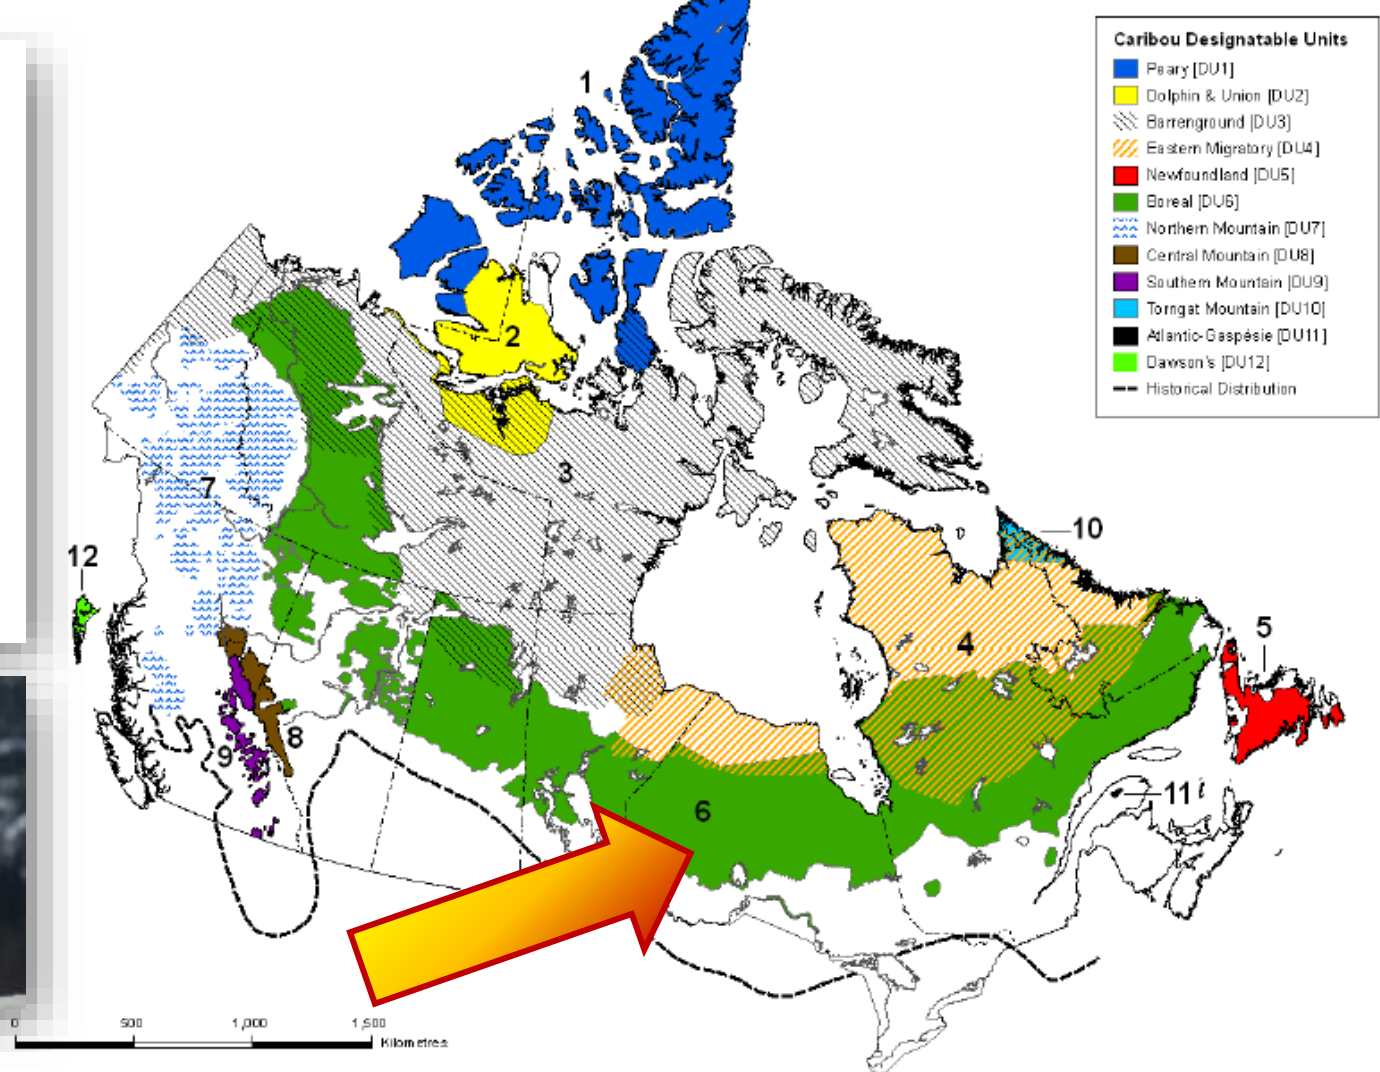 Caribou Designatable Units
Peary [DU1]
Dolphin & Union [DU2]
Barrenground [DU3]
Eastern Migratory [DU4]
Newfoundland [DU5]
Boreal [DU6]
Northern Mountain [DU7]
Central Mountain [DU8]
Southern Mountain [DU9]
Torngat Mountain [DU10]
Atlantic-Gaspésie [DU11]
Dawson's [DU12]
Historical Distribution
1
2
3
7
10
12
4
5
8
9
11
6
0 500 1,000 1,500
Kilometres